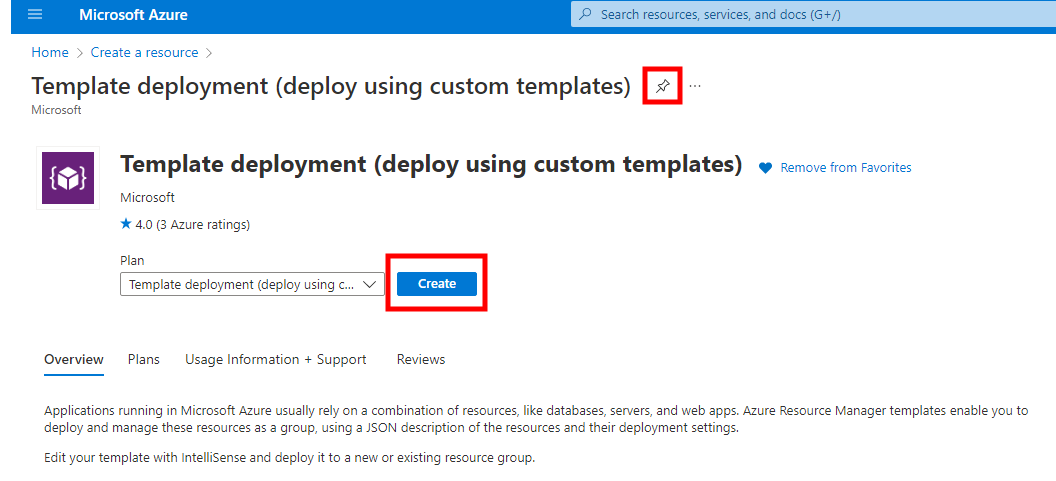 Microsoft Azure
Search resources, services, and docs (G+/)
Home > Create a resource >
Template deployment (deploy using custom templates) ...
Microsoft
{ }
Template deployment (deploy using custom templates)
Remove from Favorites
Microsoft
★ 4.0 (3 Azure ratings)
Plan
Template deployment (deploy using c...
Create
Overview Plans Usage Information + Support Reviews
Applications running in Microsoft Azure usually rely on a combination of resources, like databases, servers, and web apps. Azure Resource Manager templates enable you to
deploy and manage these resources as a group, using a JSON description of the resources and their deployment settings.
Edit your template with IntelliSense and deploy it to a new or existing resource group.